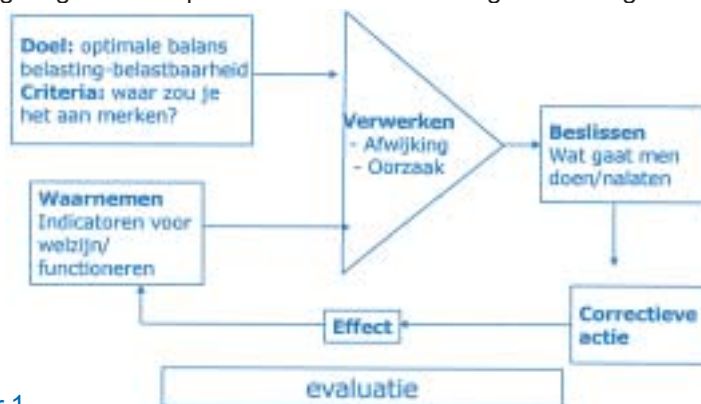 Doel: optimale balans
belasting-belastbaarheid
Criteria: waar zou je
het aan merken?
Verwerken
- Afwijking
- Oorzaak
Beslissen
Wat gaat men
doen/nalaten
Waarnemen
Indicatoren voor
welzijn/
functioneren
Correctieve
actie
Effect
evaluatie
1